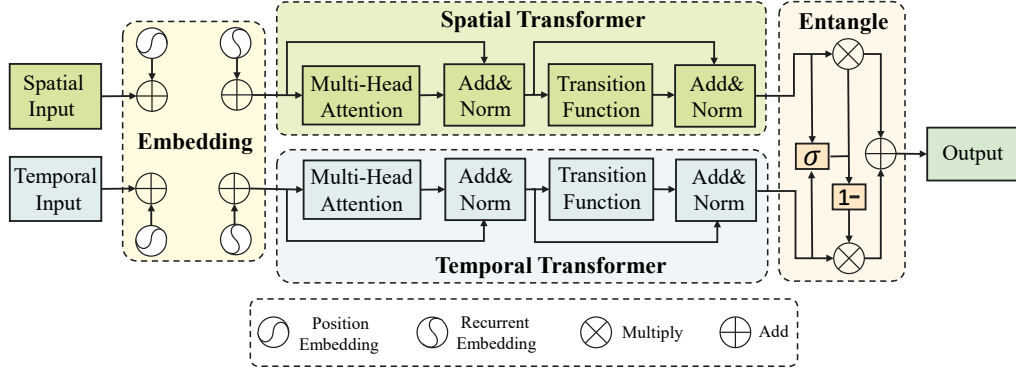 Spatial Transformer
Entangle
Spatial
Input
Multi-Head
Attention
Add&
Norm
Transition
Function
Add&
Norm
Embedding
σ
Output
Temporal
Input
Multi-Head
Attention
Add&
Norm
Transition
Function
Add&
Norm
1-
Temporal Transformer
Position
Embedding
Recurrent
Embedding
Multiply
Add